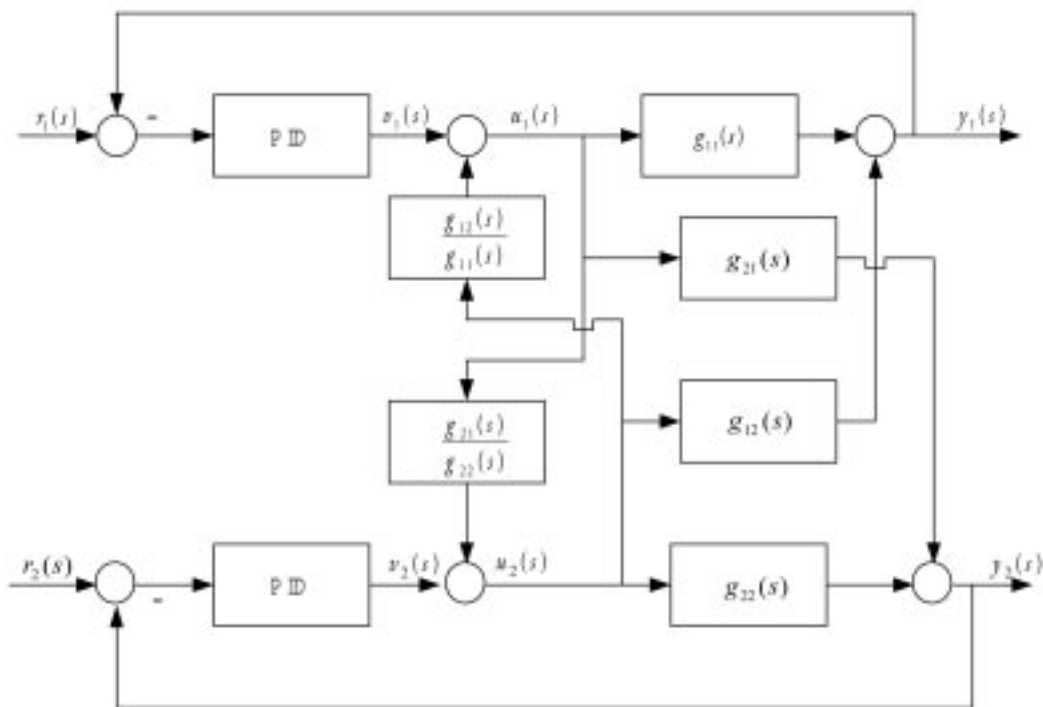 r₁(s)
-
PID
v₁(s)
u₁(s)
g₁₁(s)
y₁(s)
g₁₂(s)
g₁₁(s)
g₂₁(s)
g₁₂(s)
g₂₁(s)
g₂₂(s)
r₂(s)
-
PID
v₂(s)
u₂(s)
g₂₂(s)
y₂(s)